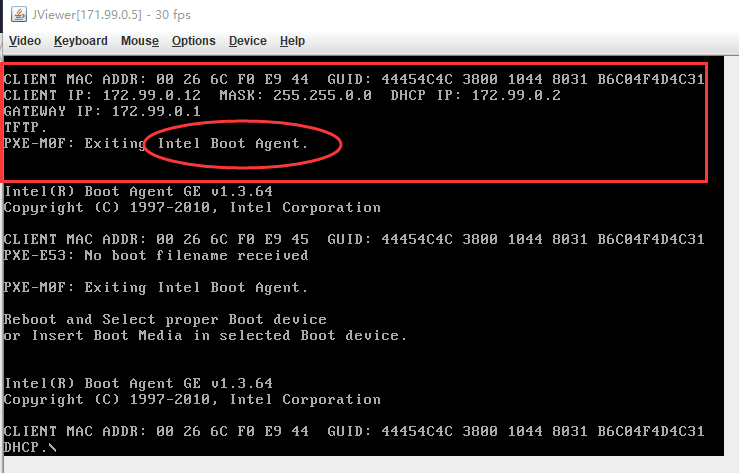 JViewer[171.99.0.5] - 30 fps
Video Keyboard Mouse Options Device Help
CLIENT MAC ADDR: 00 26 6C F0 E9 44 GUID: 44454C4C 3800 1044 8031 B6C04F4D4C31
CLIENT IP: 172.99.0.12 MASK: 255.255.0.0 DHCP IP: 172.99.0.2
GATEWAY IP: 172.99.0.1
TFTP.
PXE-M0F: Exiting Intel Boot Agent.
Intel(R) Boot Agent GE v1.3.64
Copyright (C) 1997-2010, Intel Corporation
CLIENT MAC ADDR: 00 26 6C F0 E9 45 GUID: 44454C4C 3800 1044 8031 B6C04F4D4C31
PXE-E53: No boot filename received
PXE-M0F: Exiting Intel Boot Agent.
Reboot and Select proper Boot device
or Insert Boot Media in selected Boot device.
Intel(R) Boot Agent GE v1.3.64
Copyright (C) 1997-2010, Intel Corporation
CLIENT MAC ADDR: 00 26 6C F0 E9 44 GUID: 44454C4C 3800 1044 8031 B6C04F4D4C31
DHCP.\